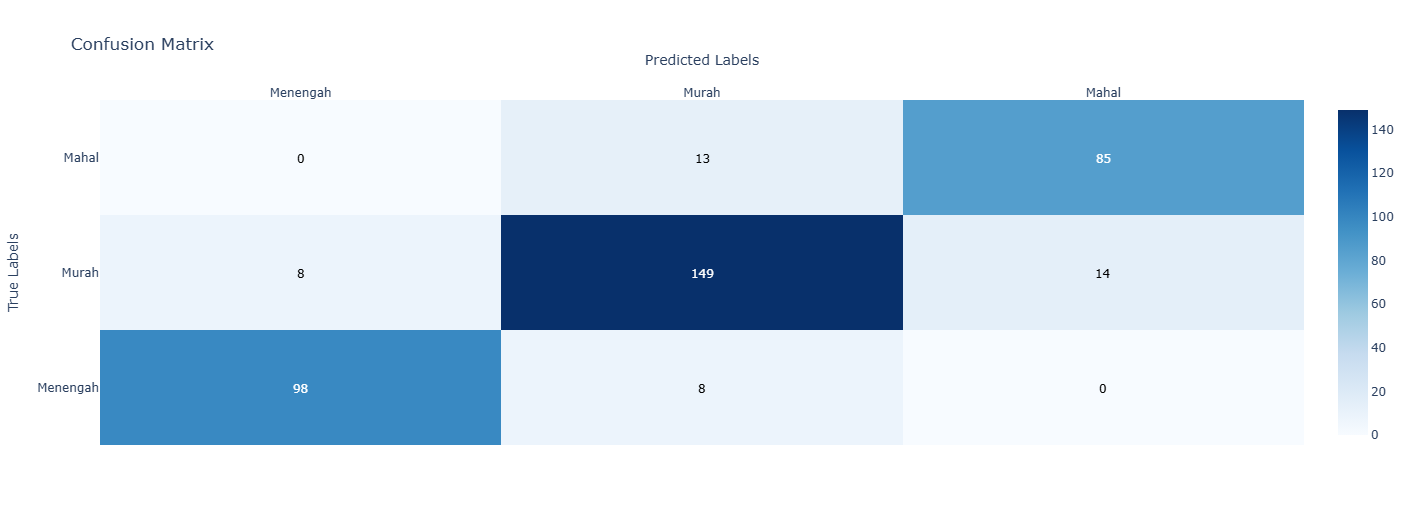 Confusion Matrix
Predicted Labels
Menengah Murah Mahal
Mahal 0 13 85
Murah 8 149 14
Menengah 98 8 0
True Labels
140
120
100
80
60
40
20
0